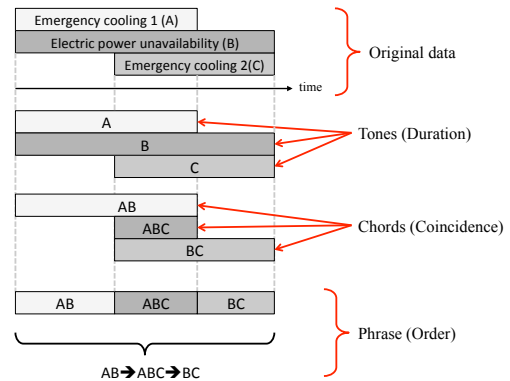 Emergency cooling 1 (A)
Electric power unavailability (B)
Emergency cooling 2(C)
Original data
time
A
B
C
Tones (Duration)
AB
ABC
BC
Chords (Coincidence)
AB ABC BC
Phrase (Order)
AB➔ABC➔BC